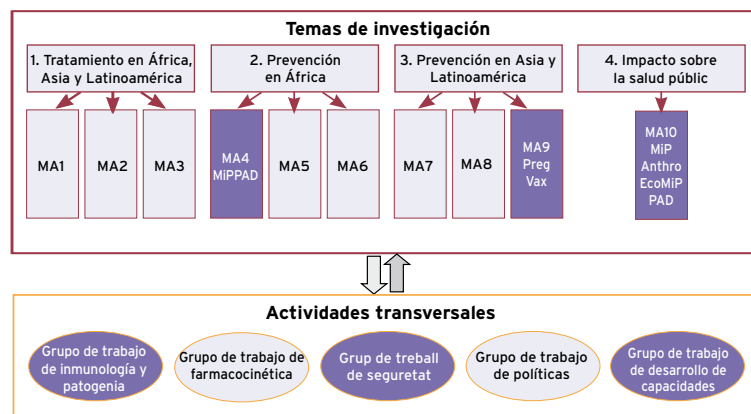 Temas de investigación
1. Tratamiento en África,
Asia y Latinoamérica
2. Prevención
en África
3. Prevención en Asia y
Latinoamérica
4. Impacto sobre
la salud públic
MA1
MA2
MA3
MA4
MiPPAD
MA5
MA6
MA7
MA8
MA9
Preg
Vax
MA10
MiP
Anthro
EcoMiP
PAD
Actividades transversales
Grupo de trabajo
de inmunología y
patogenia
Grupo de trabajo de
farmacocinética
Grup de treball
de seguretat
Grupo de trabajo
de políticas
Grupo de trabajo
de desarrollo de
capacidades